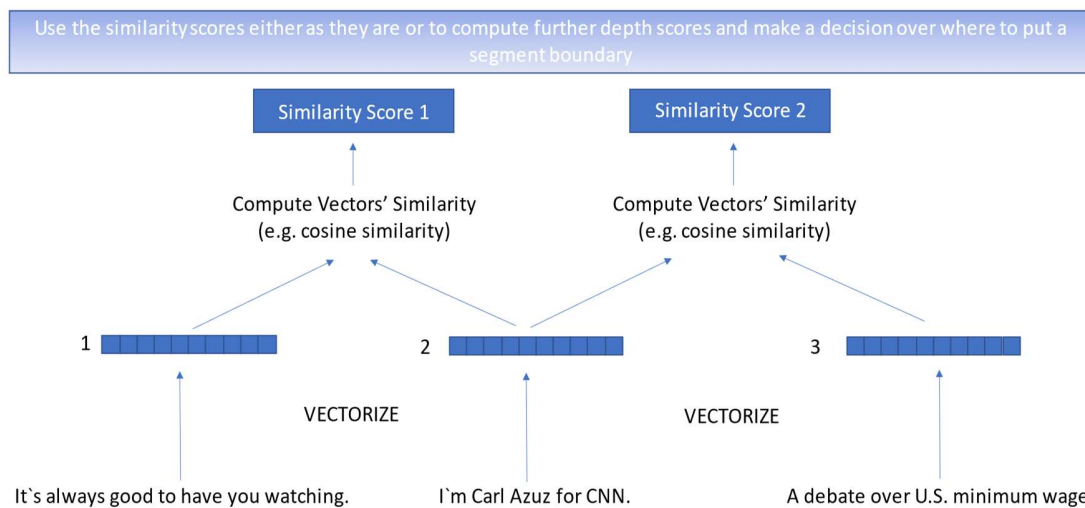 Use the similarity scores either as they are or to compute further depth scores and make a decision over where to put a
segment boundary
Similarity Score 1
Similarity Score 2
Compute Vectors’ Similarity
(e.g. cosine similarity)
Compute Vectors’ Similarity
(e.g. cosine similarity)
1
2
3
VECTORIZE
VECTORIZE
It`s always good to have you watching.
I`m Carl Azuz for CNN.
A debate over U.S. minimum wage